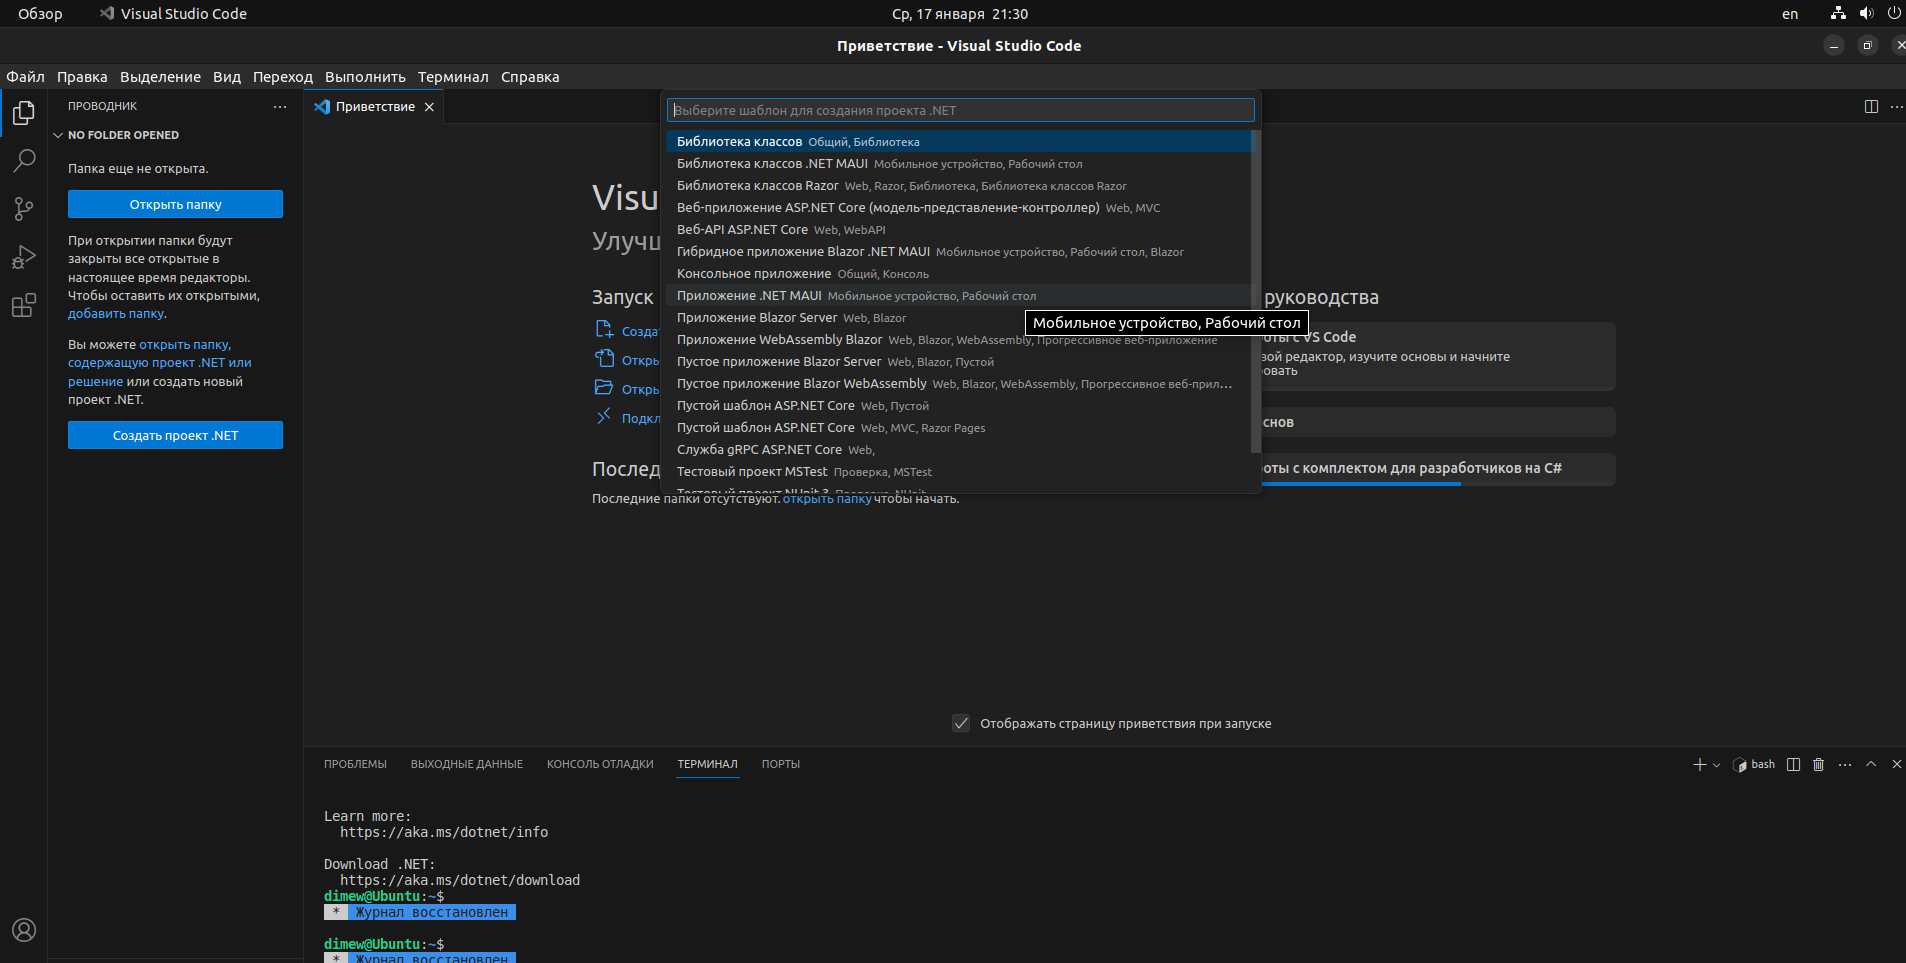 Обзор
Visual Studio Code
Ср, 17 января 21:30
en
Приветствие - Visual Studio Code
Файл Правка Выделение Вид Переход Выполнить Терминал Справка
ПРОВОДНИК
NO FOLDER OPENED
Папка еще не открыта.
Открыть папку
При открытии папки будут
закрыты все открытые в
настоящее время редакторы.
Чтобы оставить их открытыми,
добавить папку.
Вы можете открыть папку,
содержащую проект .NET или
решение или создать новый
проект .NET.
Создать проект .NET
Приветствие
Выберите шаблон для создания проекта .NET
Библиотека классов Общий, Библиотека
Библиотека классов .NET MAUI Мобильное устройство, Рабочий стол
Библиотека классов Razor Web, Razor, Библиотека, Библиотека классов Razor
Веб-приложение ASP.NET Core (модель-представление-контроллер) Web, MVC
Веб-API ASP.NET Core Web, WebAPI
Гибридное приложение Blazor .NET MAUI Мобильное устройство, Рабочий стол, Blazor
Консольное приложение Общий, Консоль
Приложение .NET MAUI Мобильное устройство, Рабочий стол
Приложение Blazor Server Web, Blazor
Мобильное устройство, Рабочий стол
Приложение WebAssembly Blazor Web, Blazor, WebAssembly, Прогрессивное веб-приложение
Пустое приложение Blazor Server Web, Blazor, Пустой
Пустое приложение Blazor WebAssembly Web, Blazor, WebAssembly, Прогрессивное веб-прил...
Пустой шаблон ASP.NET Core Web, Пустой
Пустой шаблон ASP.NET Core Web, MVC, Razor Pages
Служба gRPC ASP.NET Core Web,
Тестовый проект MSTest Проверка, MSTest
Тестовый проект NUnit 3 Проверка, NUnit
Visu
Улучш
Запуск
Создат
Откры
Откры
Подкл
Послед
Последние папки отсутствуют. открыть папку чтобы начать.
руководства
оты с VS Code
вой редактор, изучите основы и начните
овать
снов
оты с комплектом для разработчиков на C#
Отображать страницу приветствия при запуске
ПРОБЛЕМЫ ВЫХОДНЫЕ ДАННЫЕ КОНСОЛЬ ОТЛАДКИ ТЕРМИНАЛ ПОРТЫ
bash
Learn more:
https://aka.ms/dotnet/info
Download .NET:
https://aka.ms/dotnet/download
dimew@Ubuntu:~$
* Журнал восстановлен
dimew@Ubuntu:~$
* Журнал восстановлен